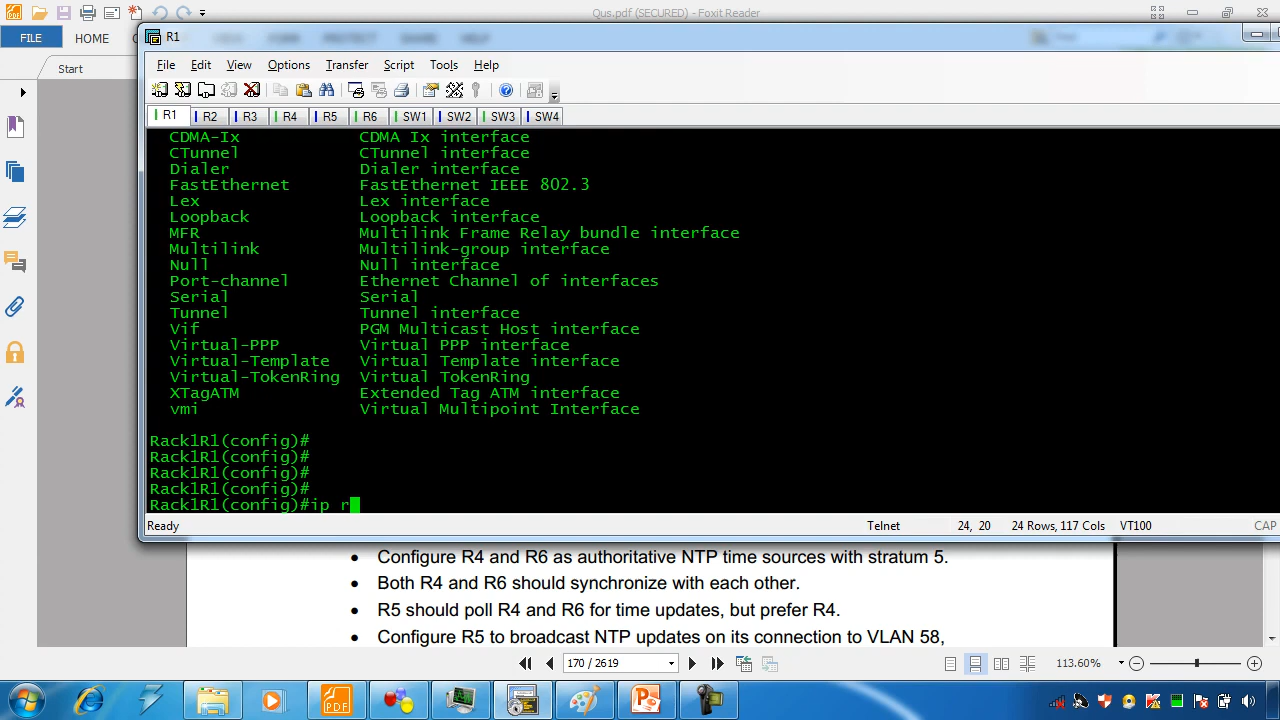 Qus.pdf (SECURED) - Foxit Reader
FILE
HOME
Start
R1
File Edit View Options Transfer Script Tools Help
R1 R2 R3 R4 R5 R6 SW1 SW2 SW3 SW4
CDMA-Ix CDMA Ix interface
CTunnel CTunnel interface
Dialer Dialer interface
FastEthernet FastEthernet IEEE 802.3
Lex Lex interface
Loopback Loopback interface
MFR Multilink Frame Relay bundle interface
Multilink Multilink-group interface
Null Null interface
Port-channel Ethernet Channel of interfaces
Serial Serial
Tunnel Tunnel interface
Vif PGM Multicast Host interface
Virtual-PPP Virtual PPP interface
Virtual-Template Virtual Template interface
Virtual-TokenRing Virtual TokenRing
XTagATM Extended Tag ATM interface
vmi Virtual Multipoint Interface
Rack1R1(config)#
Rack1R1(config)#
Rack1R1(config)#
Rack1R1(config)#
Rack1R1(config)#ip r
Ready Telnet 24, 20 24 Rows, 117 Cols VT100 CAP
• Configure R4 and R6 as authoritative NTP time sources with stratum 5.
• Both R4 and R6 should synchronize with each other.
• R5 should poll R4 and R6 for time updates, but prefer R4.
• Configure R5 to broadcast NTP updates on its connection to VLAN 58,
170 / 2619 113.60%
PDF